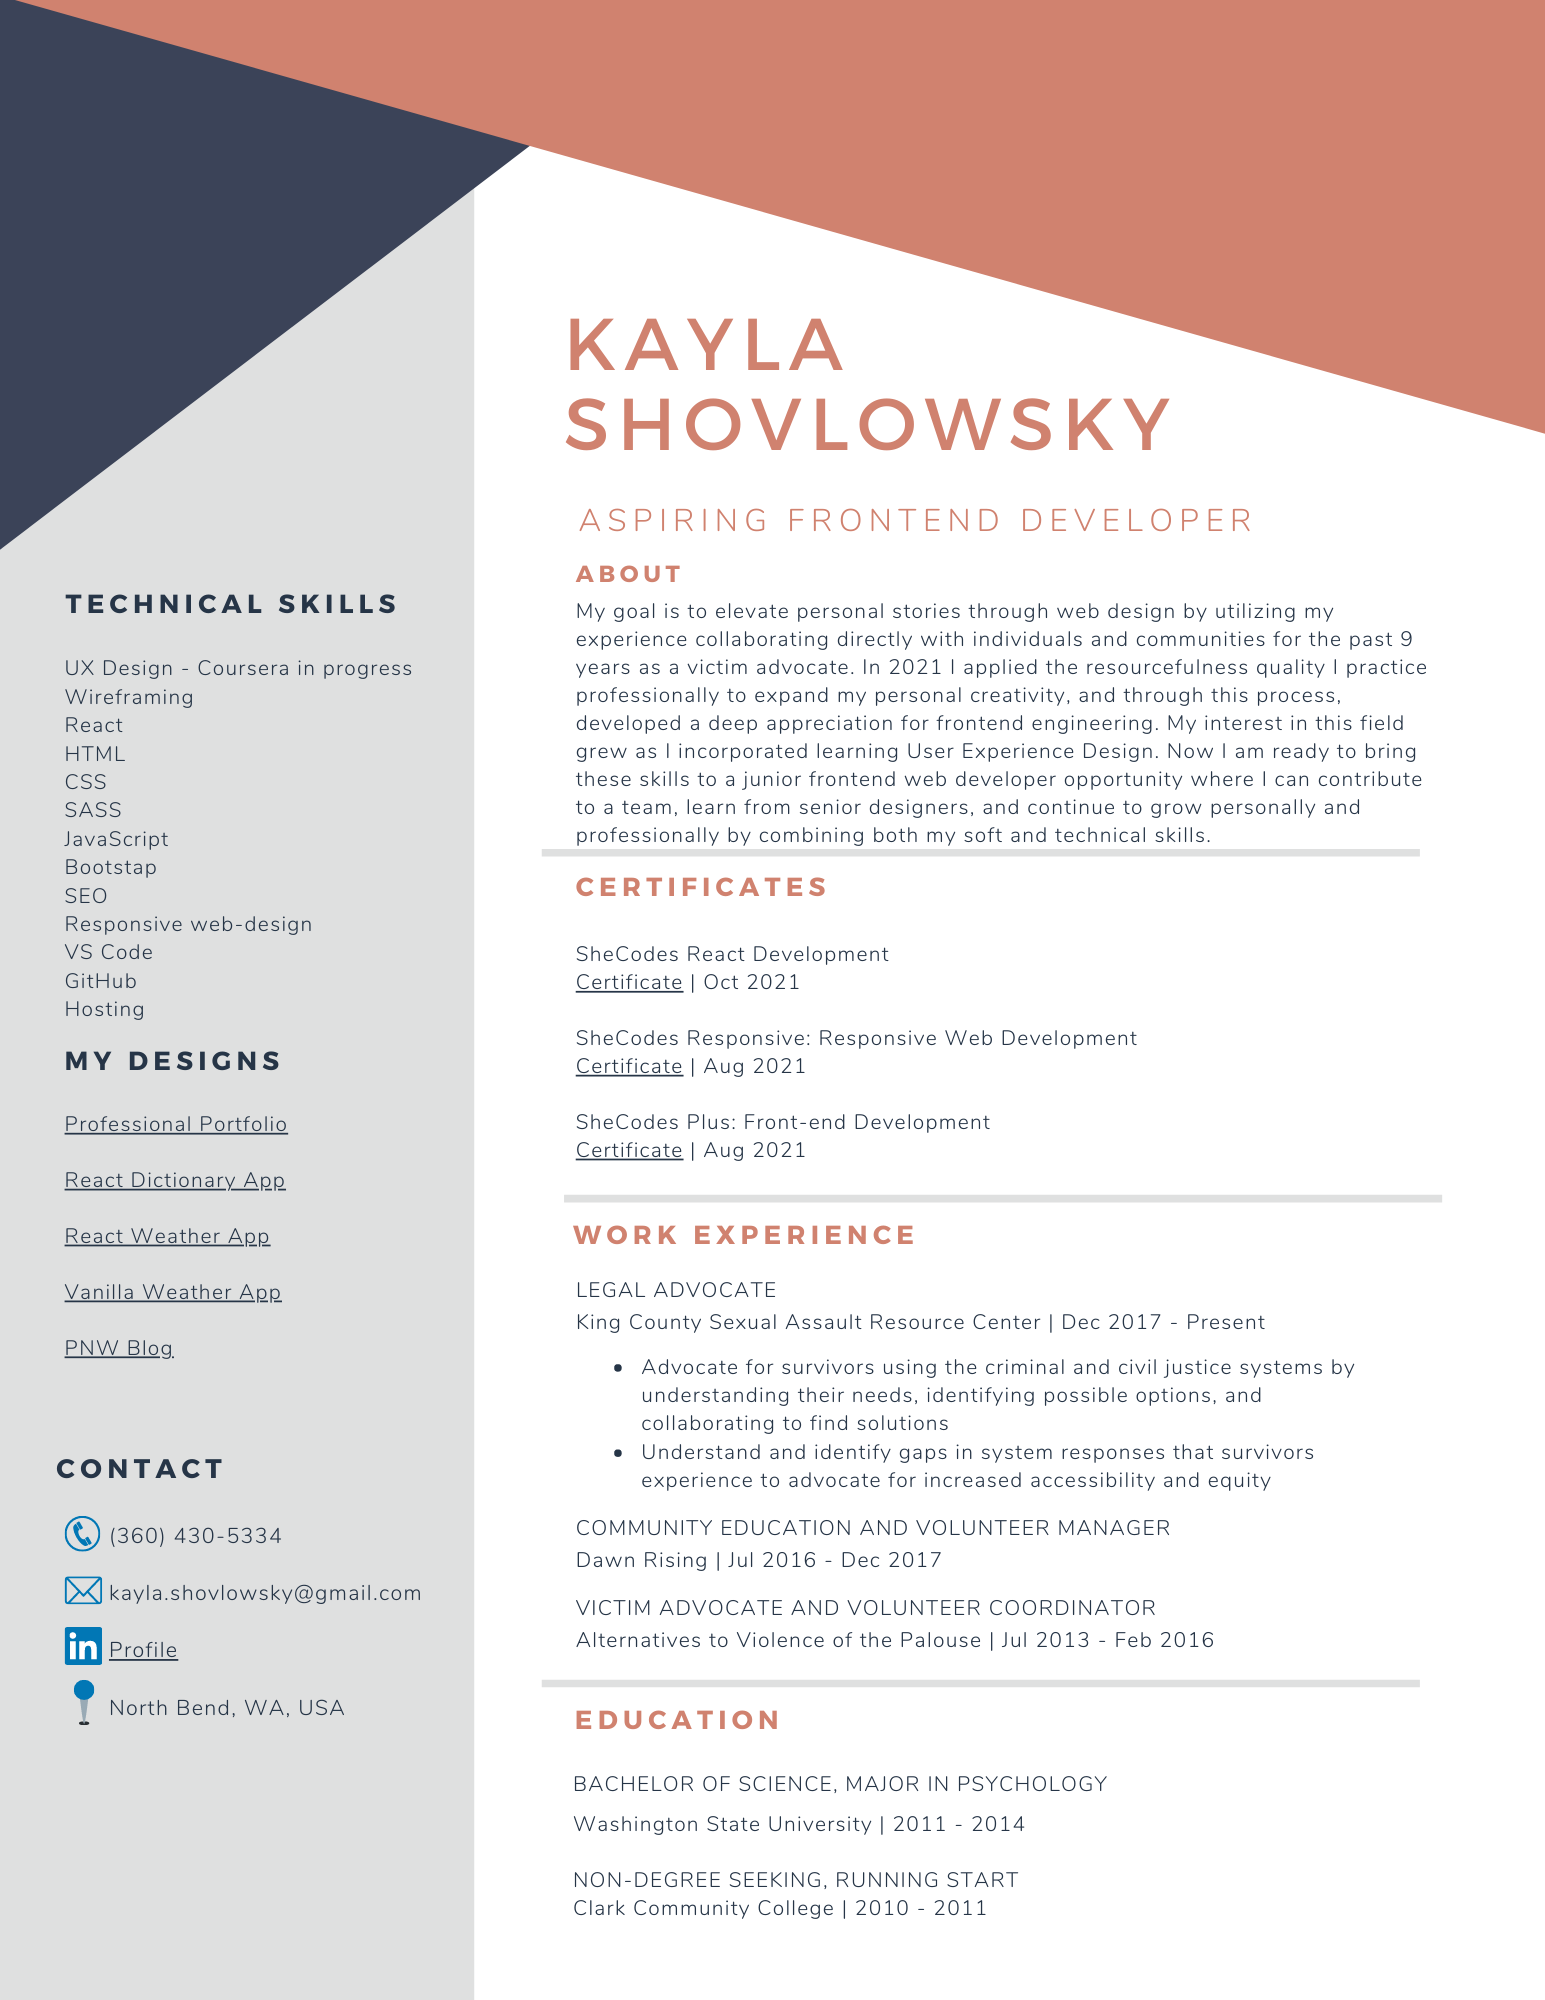 KAYLA
SHOVLOWSKY
ASPIRING FRONTEND DEVELOPER
ABOUT
My goal is to elevate personal stories through web design by utilizing my
experience collaborating directly with individuals and communities for the past 9
years as a victim advocate. In 2021 I applied the resourcefulness quality I practice
professionally to expand my personal creativity, and through this process,
developed a deep appreciation for frontend engineering. My interest in this field
grew as I incorporated learning User Experience Design. Now I am ready to bring
these skills to a junior frontend web developer opportunity where I can contribute
to a team, learn from senior designers, and continue to grow personally and
professionally by combining both my soft and technical skills.
CERTIFICATES
SheCodes React Development
Certificate | Oct 2021
SheCodes Responsive: Responsive Web Development
Certificate | Aug 2021
SheCodes Plus: Front-end Development
Certificate | Aug 2021
WORK EXPERIENCE
LEGAL ADVOCATE
King County Sexual Assault Resource Center | Dec 2017 - Present
• Advocate for survivors using the criminal and civil justice systems by
understanding their needs, identifying possible options, and
collaborating to find solutions
• Understand and identify gaps in system responses that survivors
experience to advocate for increased accessibility and equity
COMMUNITY EDUCATION AND VOLUNTEER MANAGER
Dawn Rising | Jul 2016 - Dec 2017
VICTIM ADVOCATE AND VOLUNTEER COORDINATOR
Alternatives to Violence of the Palouse | Jul 2013 - Feb 2016
EDUCATION
BACHELOR OF SCIENCE, MAJOR IN PSYCHOLOGY
Washington State University | 2011 - 2014
NON-DEGREE SEEKING, RUNNING START
Clark Community College | 2010 - 2011
TECHNICAL SKILLS
UX Design - Coursera in progress
Wireframing
React
HTML
CSS
SASS
JavaScript
Bootstap
SEO
Responsive web-design
VS Code
GitHub
Hosting
MY DESIGNS
Professional Portfolio
React Dictionary App
React Weather App
Vanilla Weather App
PNW Blog
CONTACT
(360) 430-5334
kayla.shovlowsky@gmail.com
in Profile
North Bend, WA, USA